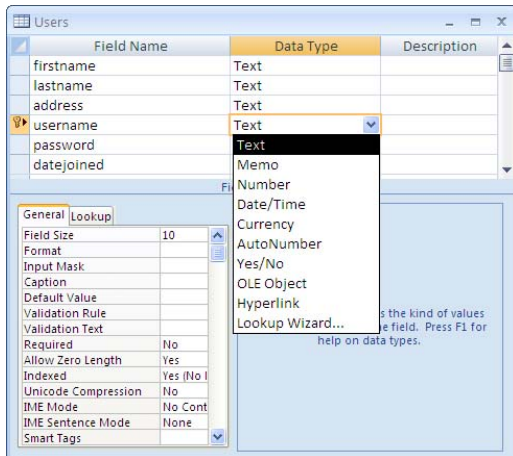 Users
Field Name Data Type Description
firstname Text
lastname Text
address Text
username Text
password Text
datejoined Memo
Number
Date/Time
Currency
AutoNumber
Yes/No
OLE Object
Hyperlink
Lookup Wizard...
General Lookup
Field Size 10
Format
Input Mask
Caption
Default Value
Validation Rule
Validation Text
Required No
Allow Zero Length Yes
Indexed Yes (No
Unicode Compression No
IME Mode No Cont
IME Sentence Mode None
Smart Tags
s the kind of values
e field. Press F1 for
help on data types.